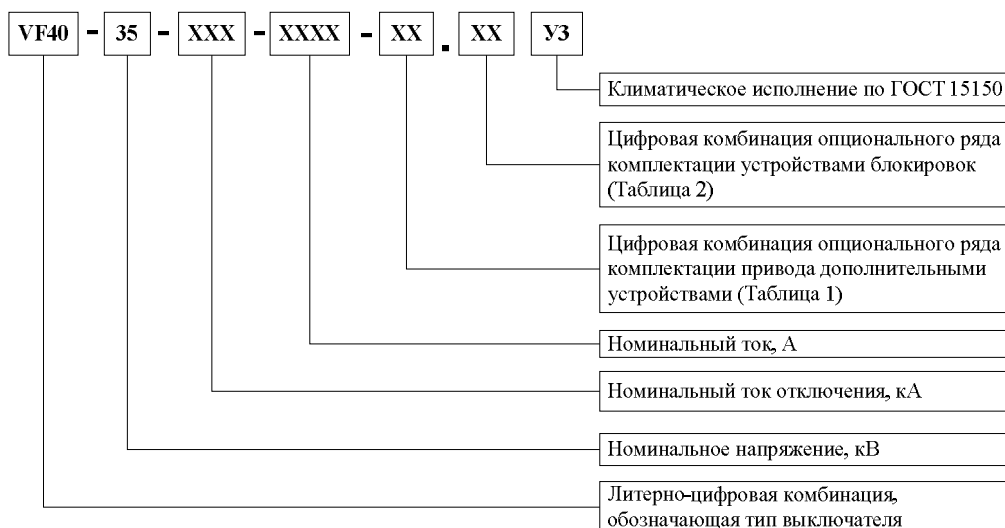 VF40 - 35 - XXX - XXXX - XX . XX У3
Климатическое исполнение по ГОСТ 15150
Цифровая комбинация опционального ряда
комплектации устройствами блокировок
(Таблица 2)
Цифровая комбинация опционального ряда
комплектации привода дополнительными
устройствами (Таблица 1)
Номинальный ток, А
Номинальный ток отключения, кА
Номинальное напряжение, кВ
Литерно-цифровая комбинация,
обозначающая тип выключателя